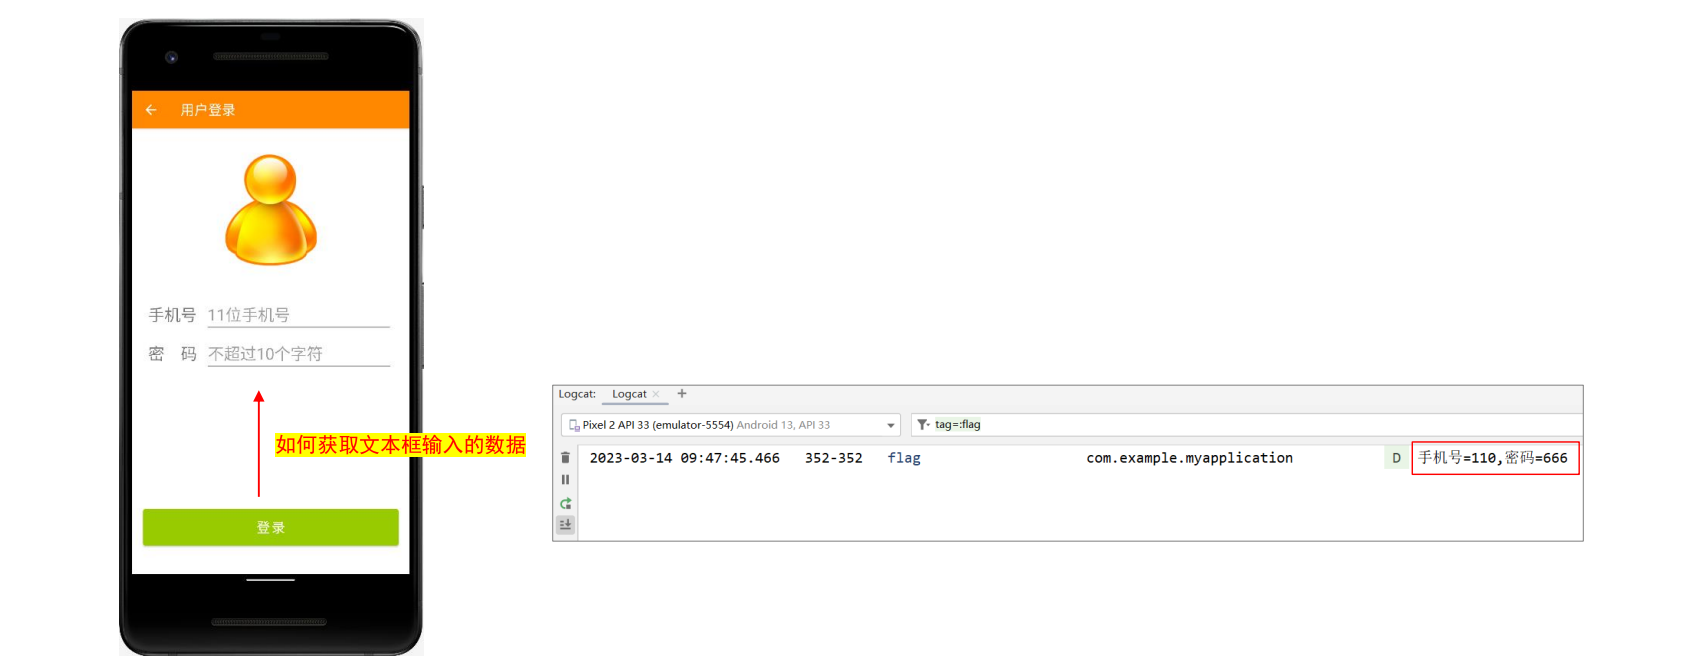 用户登录
手机号 11位手机号
密 码 不超过10个字符
如何获取文本框输入的数据
登录
Logcat: Logcat × +
Pixel 2 API 33 (emulator-5554) Android 13, API 33 tag=:flag
2023-03-14 09:47:45.466 352-352 flag com.example.myapplication D 手机号=110,密码=666